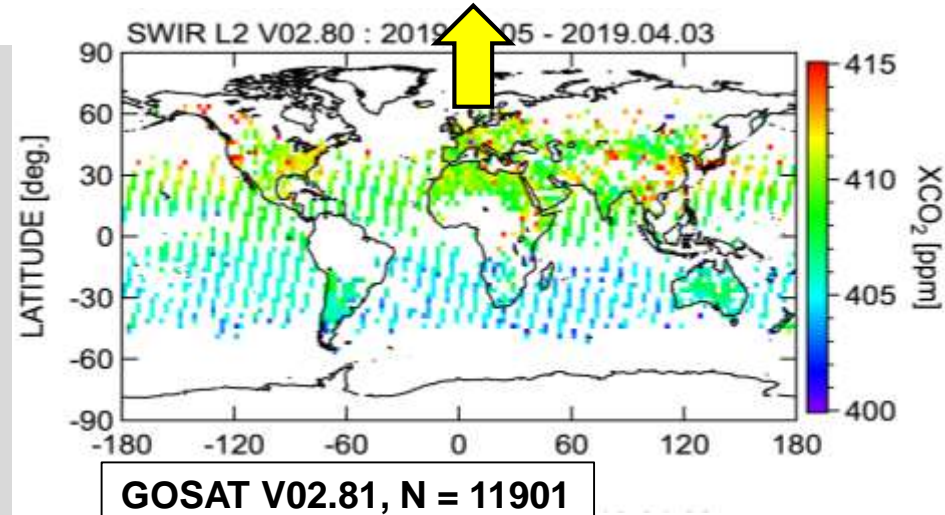 SWIR L2 V02.80 : 2019 05 - 2019.04.03
90
60
30
0
-30
-60
-90
LATITUDE [deg.]
-180 -120 -60 0 60 120 180
415
410
405
400
XCO₂ [ppm]
GOSAT V02.81, N = 11901